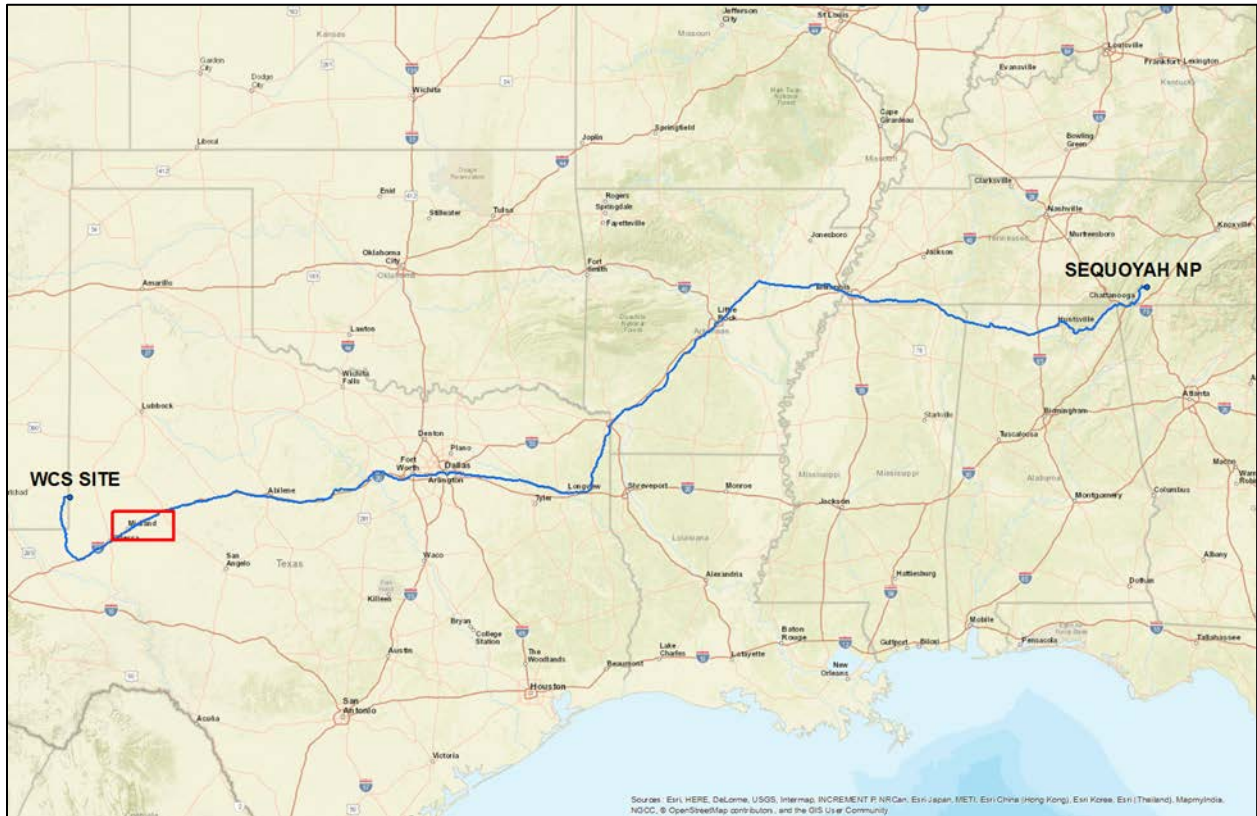 Jefferson
City
St Louis
Kansas
Missouri
Louisville
Garden
City
Dodge
City
Evansville
Frankfort
Lexington
Kentucky
Wichita
Cape
Girardeau
Springfield
Joplin
Bowling
Green
Liberal
Missouri
Clarksville
Enid
Rogers
Springdale
Fayetteville
Nashville
Stillwater
Tulsa
Jonesboro
Murfreesboro
Knoxville
Jackson
Tennessee
Oklahoma
City
Oklahoma
Fort
Smith
SEQUOYAH NP
Amarillo
Memphis
Chattanooga
Little
Rock
Arkansas
Huntsville
Lawton
Wichita
Falls
Lubbock
Atlanta
Starkville
Birmingham
Denton
Plano
Tuscaloosa
Fort
Worth
Dallas
Arlington
WCS SITE
Abilene
Longview
Tyler
Shreveport
Monroe
Mississippi
Mississippi
Alabama
Macon
Jackson
Montgomery
Columbus
Midland
Odessa
San
Angelo
Texas
Waco
Louisiana
Albany
Killeen
Alexandria
Hattiesburg
Dothan
Bryan
College
Station
Austin
The
Woodlands
Lake
Charles
Beaumont
Lafayette
Baton
Rouge
Gulfport
Biloxi
Mobile
Pensacola
Tallahassee
New
Orleans
Houston
San
Antonio
Acuña
Victoria
Sources: Esri, HERE, DeLorme, USGS, Intermap, INCREMENT P, NRCan, Esri Japan, METI, Esri China (Hong Kong), Esri Korea, Esri (Thailand), MapmyIndia,
NGCC, © OpenStreetMap contributors, and the GIS User Community